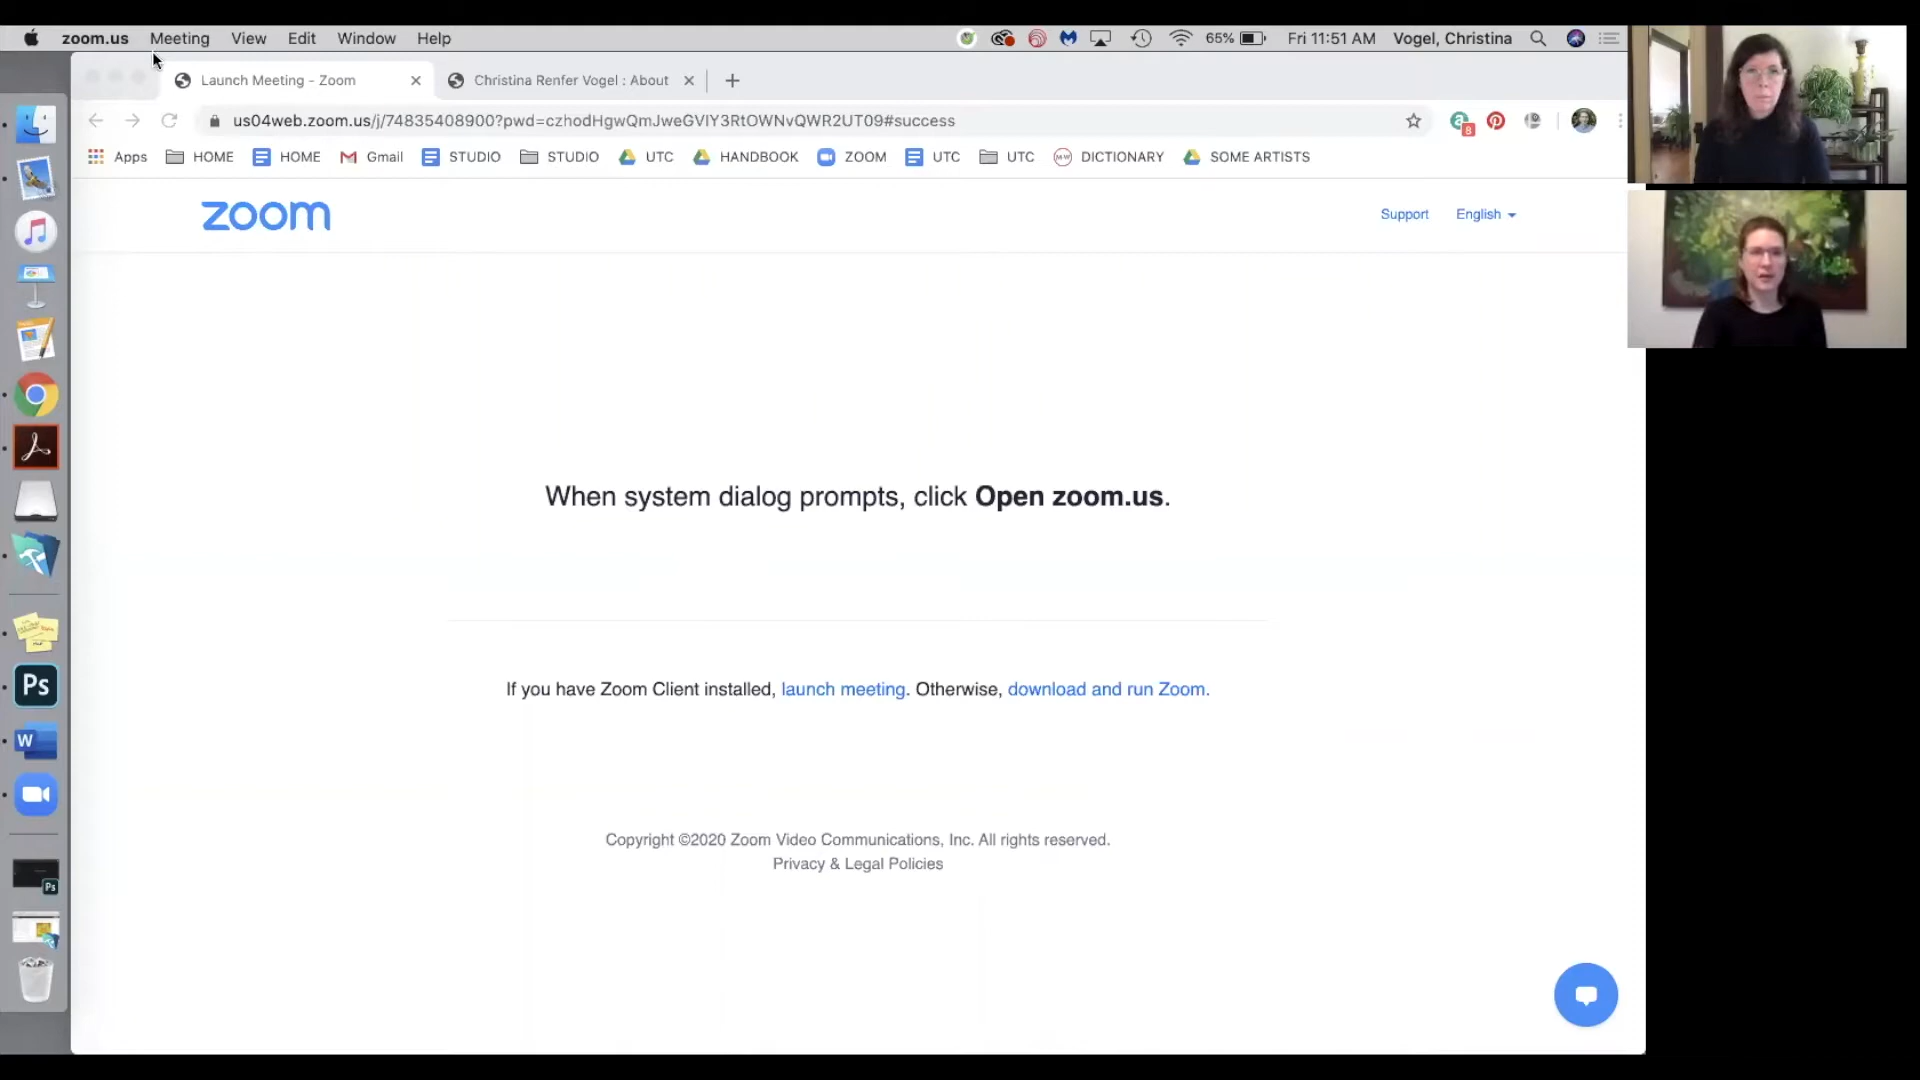 zoom.us Meeting View Edit Window Help 65% Fri 11:51 AM Vogel, Christina
Launch Meeting - Zoom Christina Renfer Vogel : About
us04web.zoom.us/j/74835408900?pwd=czhodHgwQmJweGVIY3RtOWNvQWR2UT09#success 8
Apps HOME HOME Gmail STUDIO STUDIO UTC HANDBOOK ZOOM UTC UTC DICTIONARY SOME ARTISTS
zoom Support English
When system dialog prompts, click Open zoom.us.
If you have Zoom Client installed, launch meeting. Otherwise, download and run Zoom.
Ps
W
Copyright ©2020 Zoom Video Communications, Inc. All rights reserved.
Privacy & Legal Policies
Ps